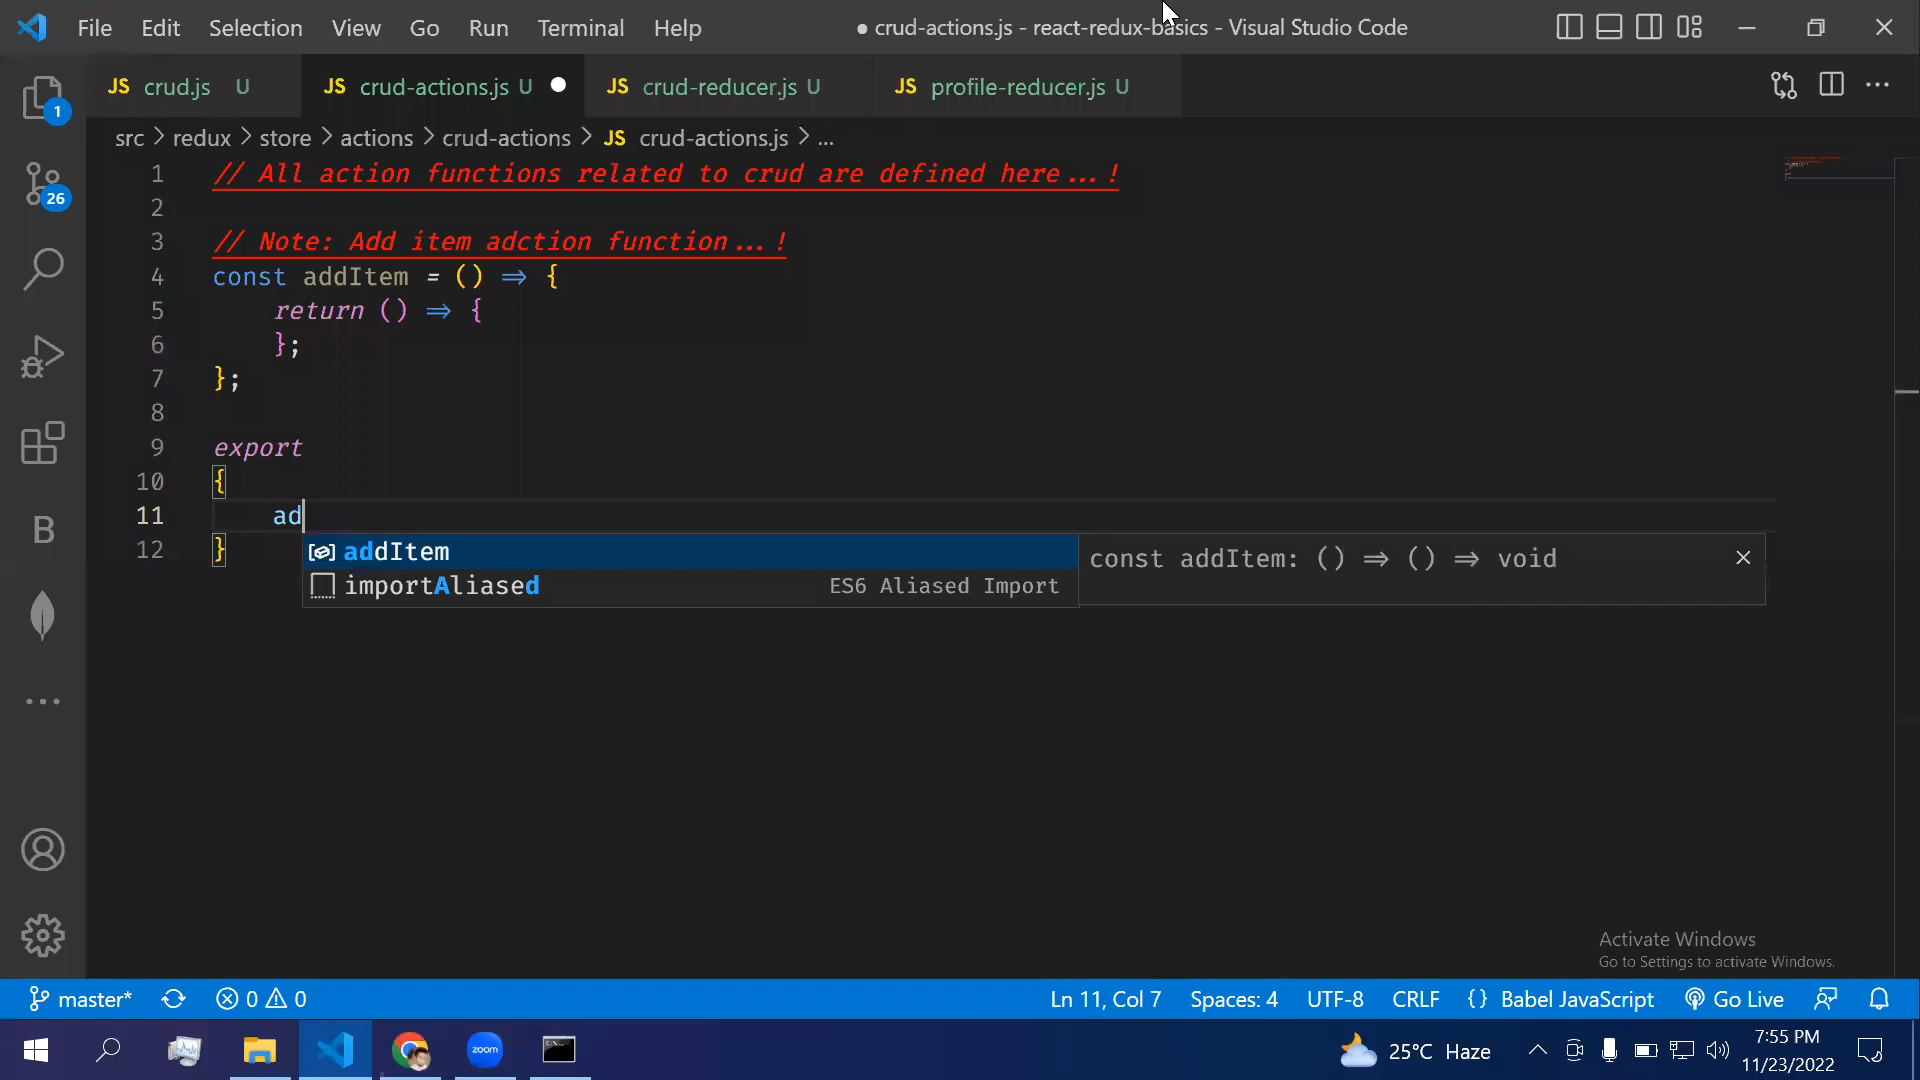 File Edit Selection View Go Run Terminal Help
● crud-actions.js - react-redux-basics - Visual Studio Code
JS crud.js U
JS crud-actions.js U ●
JS crud-reducer.js U
JS profile-reducer.js U
...
src > redux > store > actions > crud-actions > JS crud-actions.js > ...
1 // All action functions related to crud are defined here...!
2
3 // Note: Add item adction function...!
4 const addItem = () => {
5 return () => {
6 };
7 };
8
9 export
10 {
11 ad
12 }
addItem
importAliased ES6 Aliased Import
const addItem: () => () => void
1
26
B
Activate Windows
Go to Settings to activate Windows.
master* 0 0
Ln 11, Col 7 Spaces: 4 UTF-8 CRLF {} Babel JavaScript Go Live
zoom
25°C Haze
7:55 PM
11/23/2022